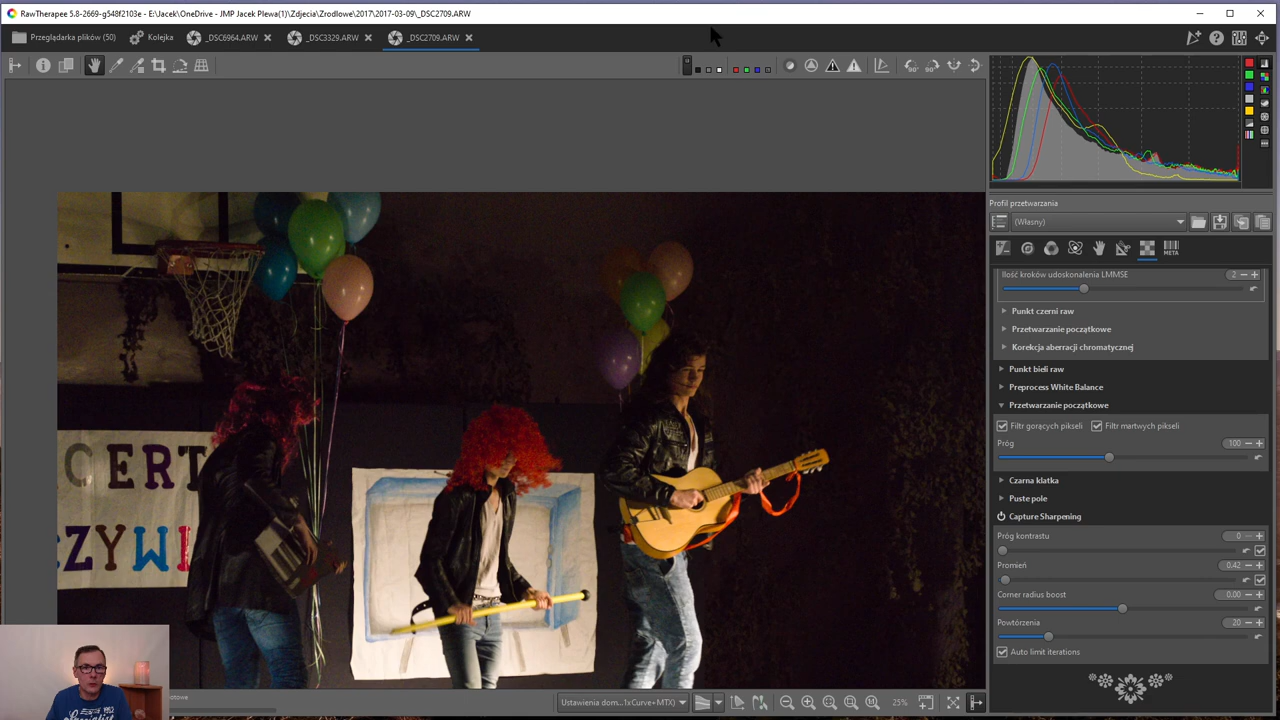 RawTherapee 5.8-2669-g548f2103e - E:\Jacek\OneDrive - JMP Jacek Plewa(1)\Zdjecia\Zrodlowe\2017\2017-03-09\_DSC2709.ARW
Przeglądarka plików (50)
Kolejka
_DSC6964.ARW
_DSC3329.ARW
_DSC2709.ARW
Profil przetwarzania
(Własny)
META
Ilość kroków udoskonalenia LMMSE 2
Punkt czerni raw
Przetwarzanie początkowe
Korekcja aberracji chromatycznej
Punkt bieli raw
Preprocess White Balance
Przetwarzanie początkowe
Filtr gorących pikseli Filtr martwych pikseli
Próg 100
Czarna klatka
Puste pole
Capture Sharpening
Próg kontrastu 0
Promień 0.42
Corner radius boost 0.00
Powtórzenia 20
Auto limit iterations
CERT
CZYWI
Ustawienia dom...1xCurve+MTX)
25%